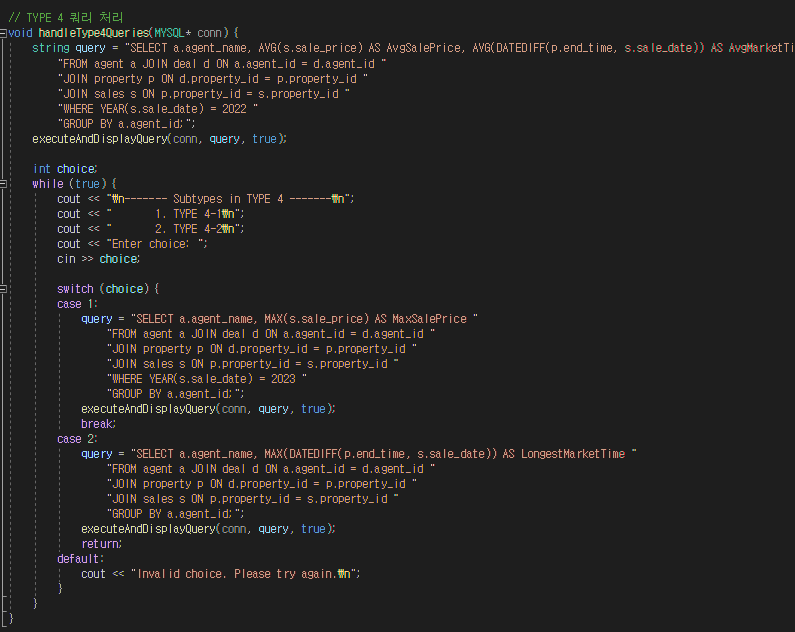 // TYPE 4 쿼리 처리
void handleType4Queries(MYSQL* conn) {
string query = "SELECT a.agent_name, AVG(s.sale_price) AS AvgSalePrice, AVG(DATEDIFF(p.end_time, s.sale_date)) AS AvgMarketTi
"FROM agent a JOIN deal d ON a.agent_id = d.agent_id "
"JOIN property p ON d.property_id = p.property_id "
"JOIN sales s ON p.property_id = s.property_id "
"WHERE YEAR(s.sale_date) = 2022 "
"GROUP BY a.agent_id;";
executeAndDisplayQuery(conn, query, true);
int choice;
while (true) {
cout << "₩n------- Subtypes in TYPE 4 -------₩n";
cout << "       1. TYPE 4-1₩n";
cout << "       2. TYPE 4-2₩n";
cout << "Enter choice: ";
cin >> choice;
switch (choice) {
case 1:
query = "SELECT a.agent_name, MAX(s.sale_price) AS MaxSalePrice "
"FROM agent a JOIN deal d ON a.agent_id = d.agent_id "
"JOIN property p ON d.property_id = p.property_id "
"JOIN sales s ON p.property_id = s.property_id "
"WHERE YEAR(s.sale_date) = 2023 "
"GROUP BY a.agent_id;";
executeAndDisplayQuery(conn, query, true);
break;
case 2:
query = "SELECT a.agent_name, MAX(DATEDIFF(p.end_time, s.sale_date)) AS LongestMarketTime "
"FROM agent a JOIN deal d ON a.agent_id = d.agent_id "
"JOIN property p ON d.property_id = p.property_id "
"JOIN sales s ON p.property_id = s.property_id "
"GROUP BY a.agent_id;";
executeAndDisplayQuery(conn, query, true);
return;
default:
cout << "Invalid choice. Please try again.₩n";
}
}
}